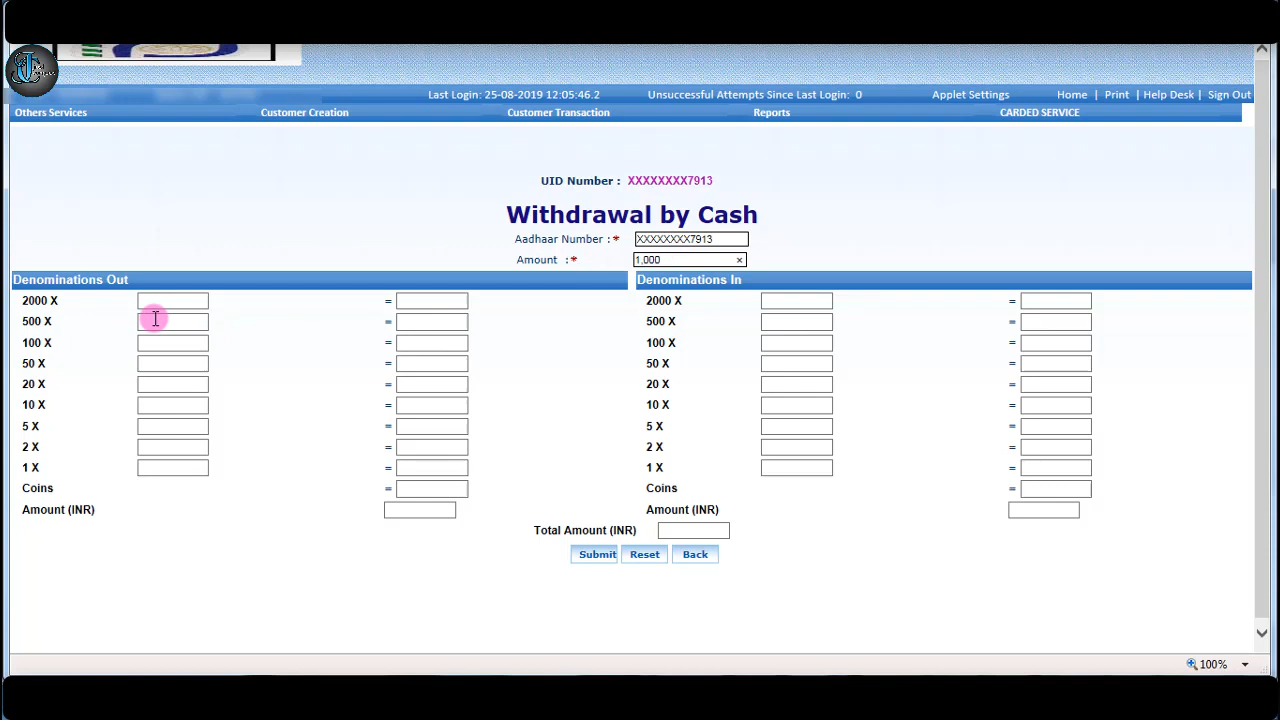 Last Login: 25-08-2019 12:05:46.2 Unsuccessful Attempts Since Last Login: 0 Applet Settings Home | Print | Help Desk | Sign Out
Others Services Customer Creation Customer Transaction Reports CARDED SERVICE
UID Number : XXXXXXXX7913
Withdrawal by Cash
Aadhaar Number :* XXXXXXXX7913
Amount :* 1,000 ×
Denominations Out Denominations In
2000 X = 2000 X =
500 X = 500 X =
100 X = 100 X =
50 X = 50 X =
20 X = 20 X =
10 X = 10 X =
5 X = 5 X =
2 X = 2 X =
1 X = 1 X =
Coins = Coins =
Amount (INR) Amount (INR)
Total Amount (INR)
Submit Reset Back
100%